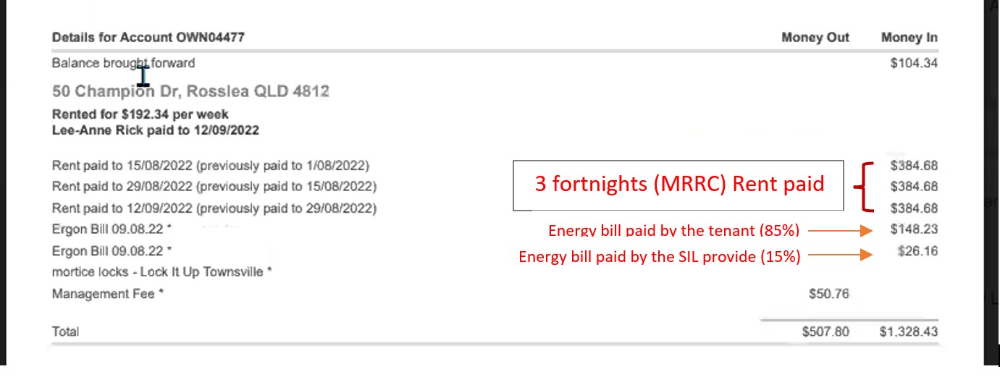 Details for Account OWN04477 Money Out Money In
Balance brought forward $104.34
50 Champion Dr, Rosslea QLD 4812
Rented for $192.34 per week
Lee-Anne Rick paid to 12/09/2022
Rent paid to 15/08/2022 (previously paid to 1/08/2022) $384.68
Rent paid to 29/08/2022 (previously paid to 15/08/2022) 3 fortnights (MRRC) Rent paid $384.68
Rent paid to 12/09/2022 (previously paid to 29/08/2022) $384.68
Ergon Bill 09.08.22 * Energy bill paid by the tenant (85%) $148.23
Ergon Bill 09.08.22 * Energy bill paid by the SIL provide (15%) $26.16
mortice locks - Lock It Up Townsville *
Management Fee * $50.76
Total $507.80 $1,328.43